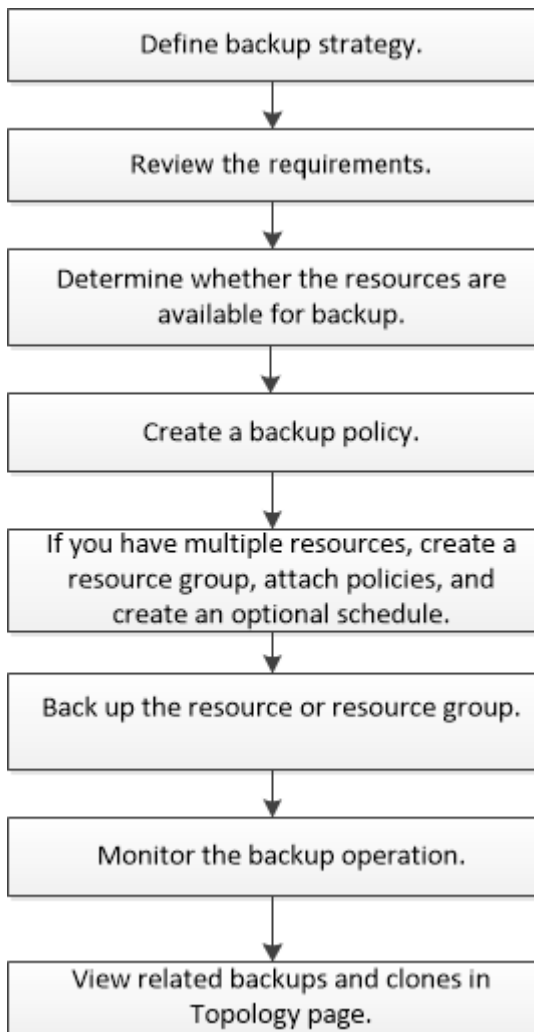 Define backup strategy.
Review the requirements.
Determine whether the resources are
available for backup.
Create a backup policy.
If you have multiple resources, create a
resource group, attach policies, and
create an optional schedule.
Back up the resource or resource group.
Monitor the backup operation.
View related backups and clones in
Topology page.